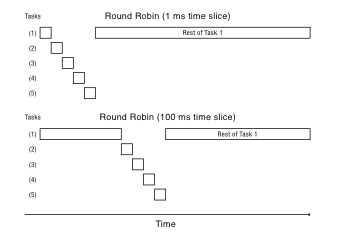 Tasks Round Robin (1 ms time slice)
(1) Rest of Task 1
(2)
(3)
(4)
(5)
Tasks Round Robin (100 ms time slice)
(1) Rest of Task 1
(2)
(3)
(4)
(5)
Time